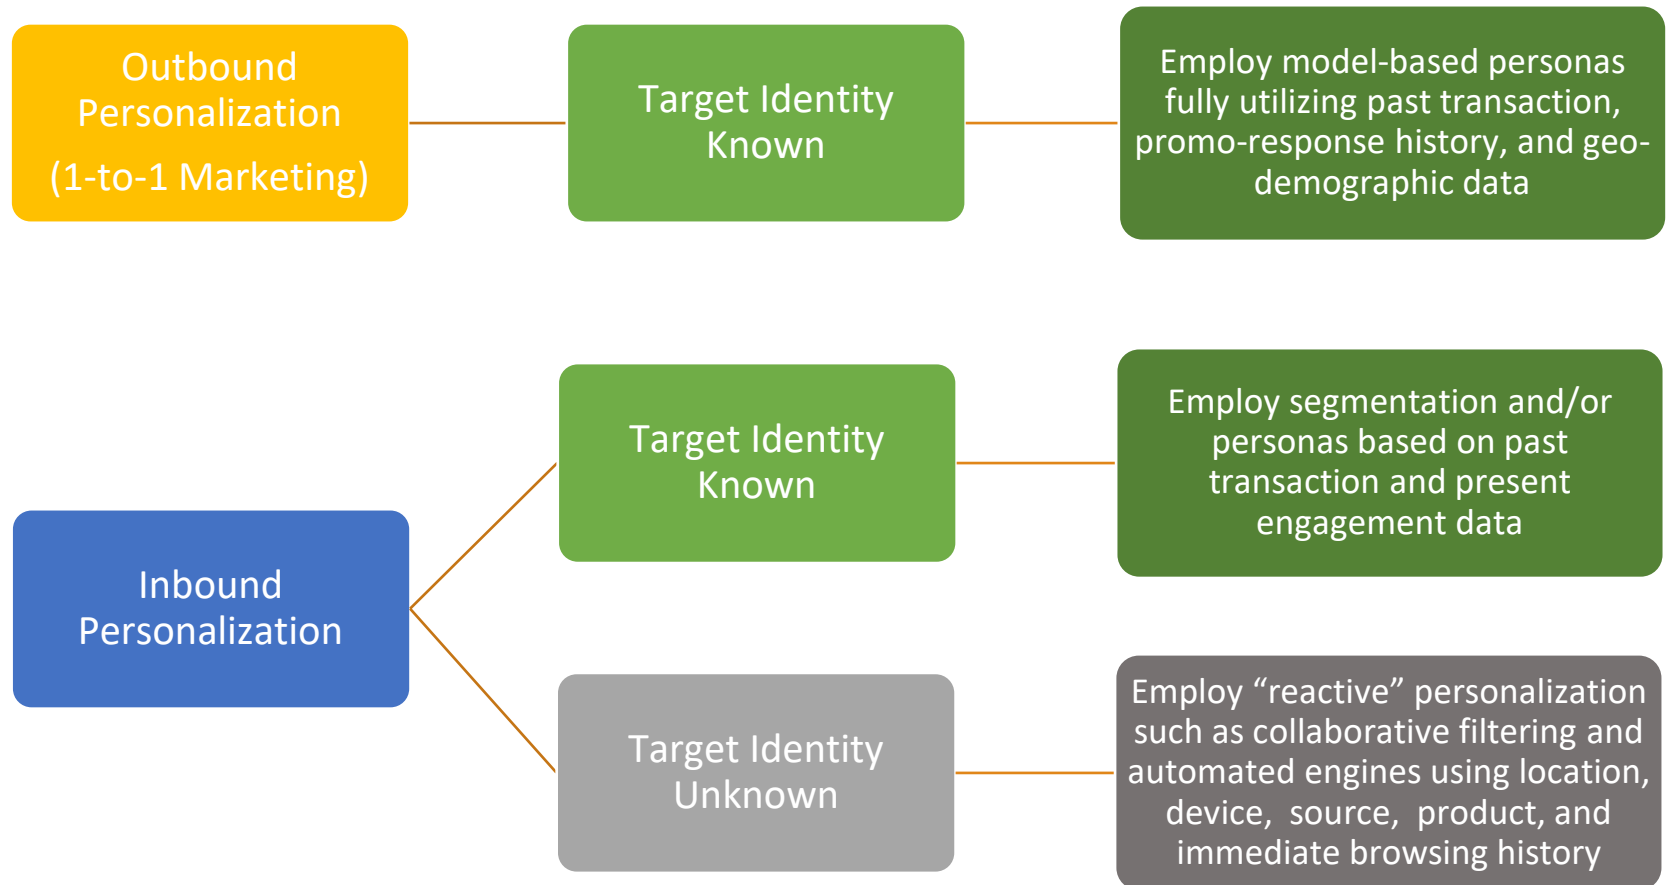 Outbound
Personalization
(1-to-1 Marketing)
Target Identity
Known
Employ model-based personas
fully utilizing past transaction,
promo-response history, and geo-
demographic data
Inbound
Personalization
Target Identity
Known
Employ segmentation and/or
personas based on past
transaction and present
engagement data
Target Identity
Unknown
Employ “reactive” personalization
such as collaborative filtering and
automated engines using location,
device, source, product, and
immediate browsing history